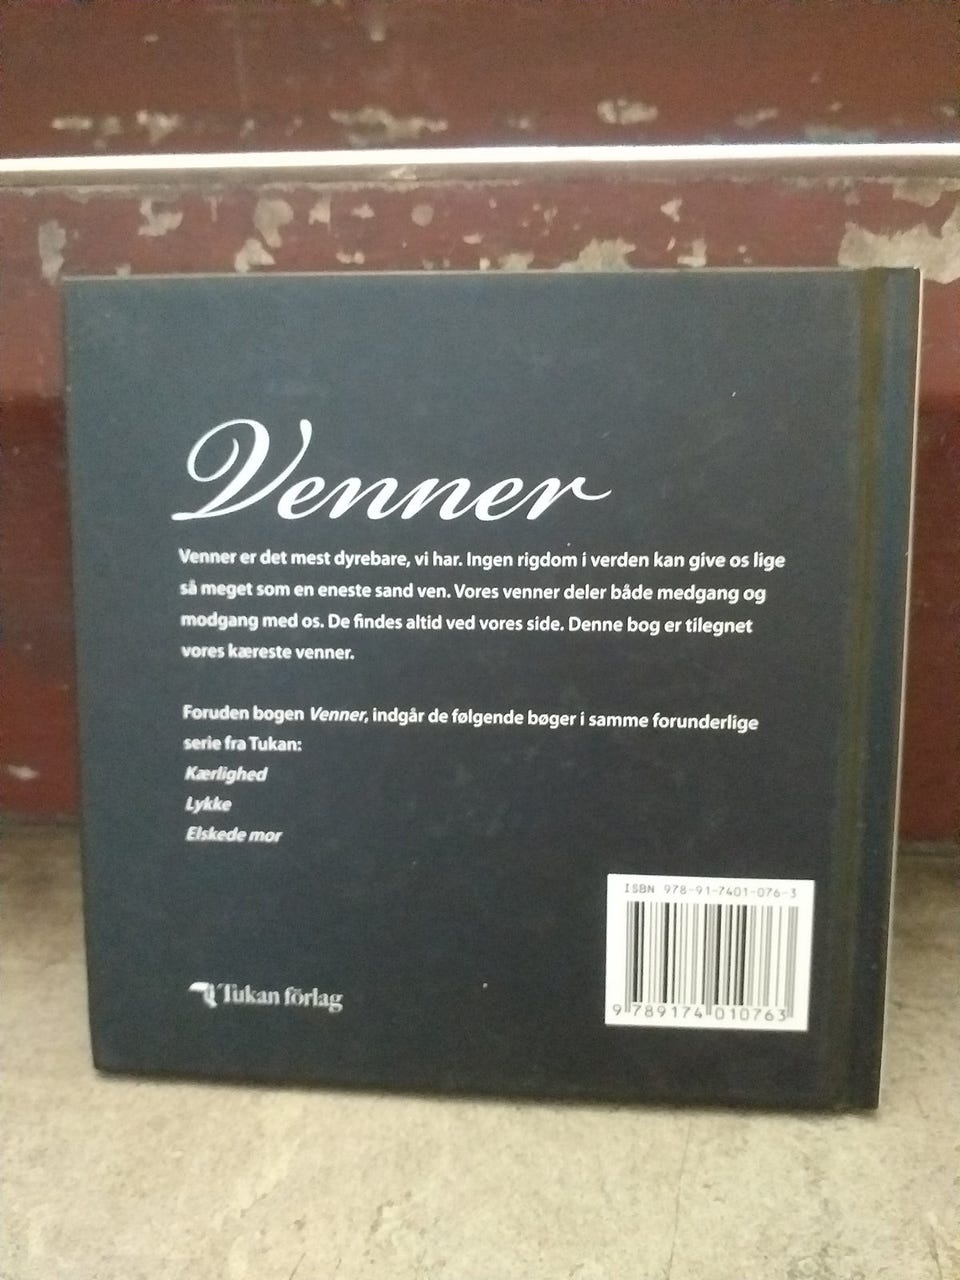 Venner
Venner er det mest dyrebare, vi har. Ingen rigdom i verden kan give os lige
så meget som en eneste sand ven. Vores venner deler både medgang og
modgang med os. De findes altid ved vores side. Denne bog er tilegnet
vores kæreste venner.
Foruden bogen Venner, indgår de følgende bøger i samme forunderlige
serie fra Tukan:
Kærlighed
Lykke
Elskede mor
ISBN 978-91-7401-076-3
9 789174 010763
Tukan förlag